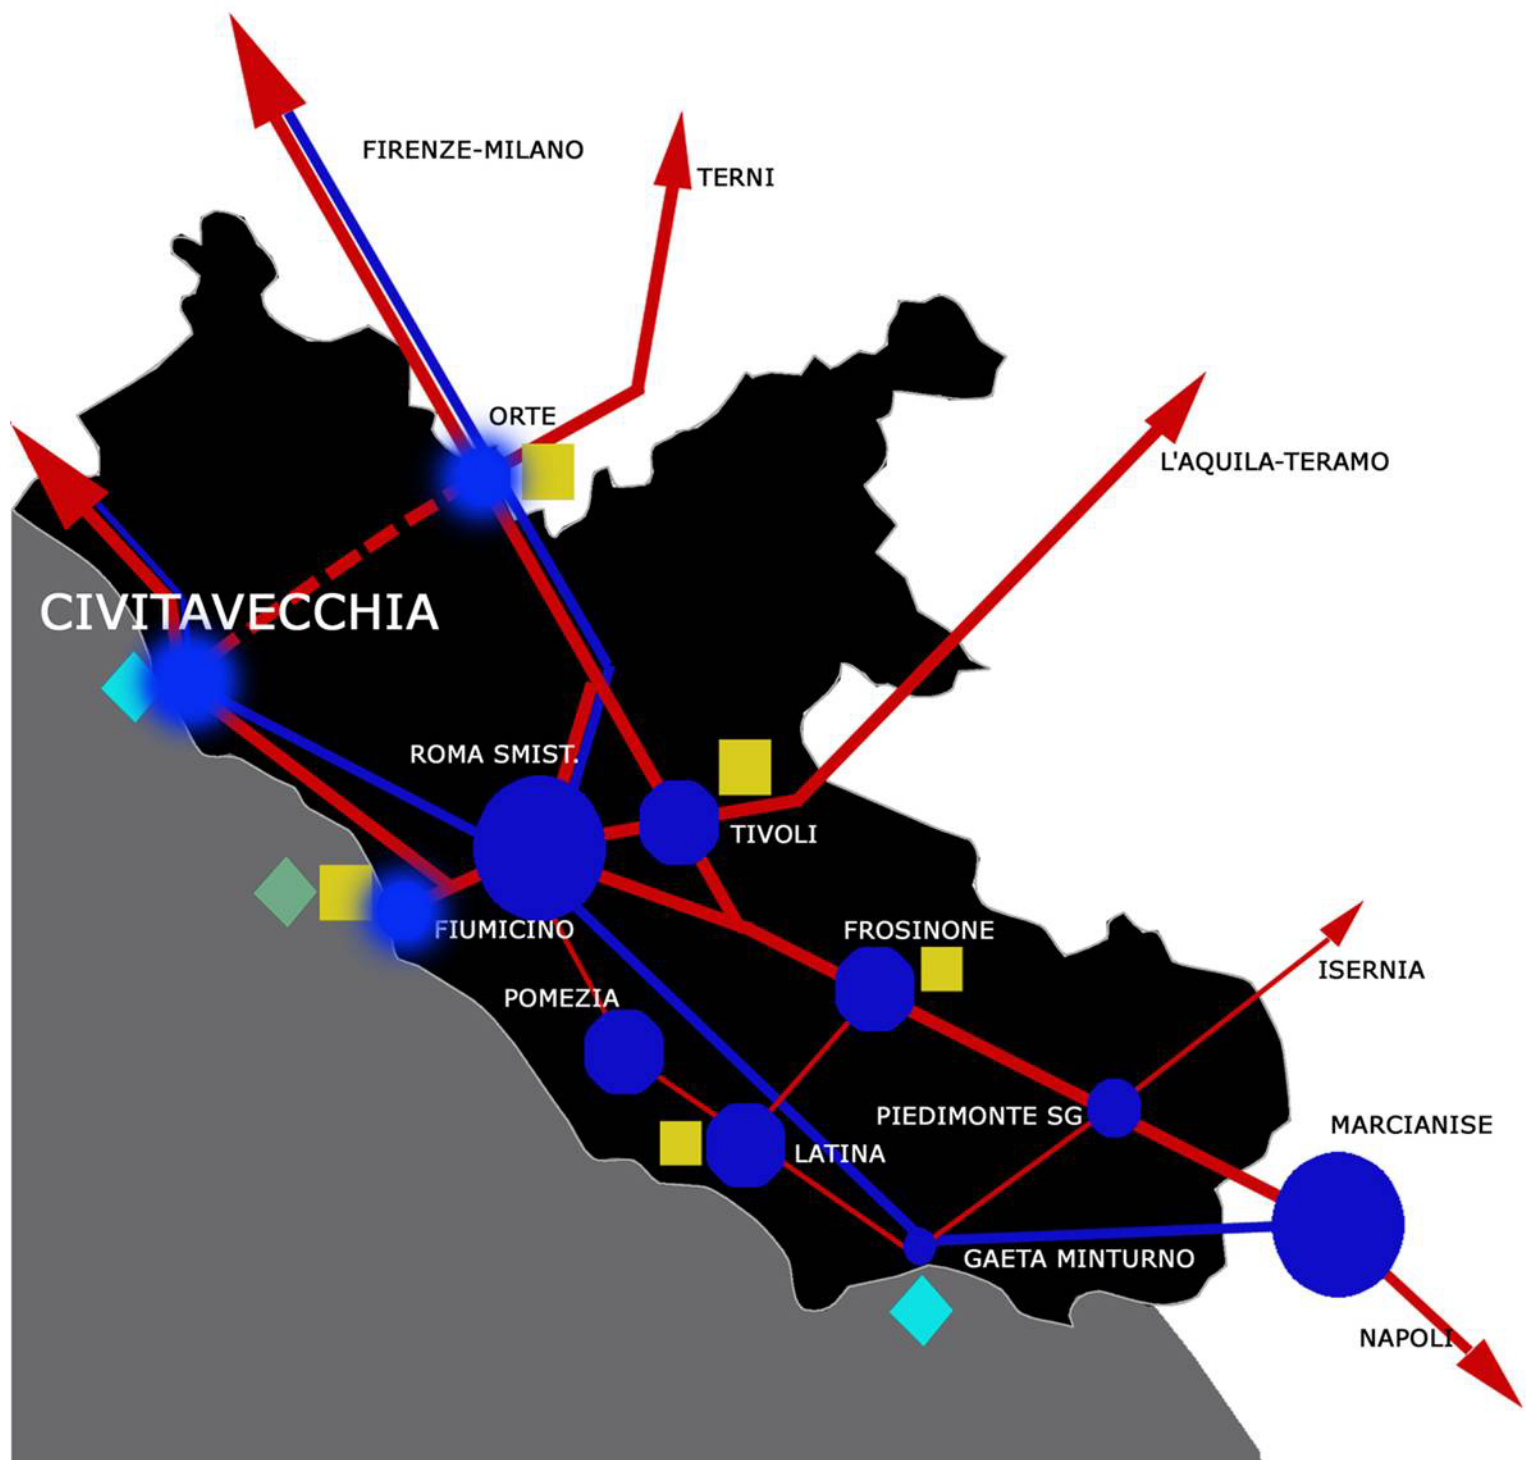 FIRENZE-MILANO
TERNI
ORTE
L'AQUILA-TERAMO
CIVITAVECCHIA
ROMA SMIST.
TIVOLI
FIUMICINO
FROSINONE
ISERNIA
POMEZIA
PIEDIMONTE SG
MARCIANISE
LATINA
GAETA MINTURNO
NAPOLI